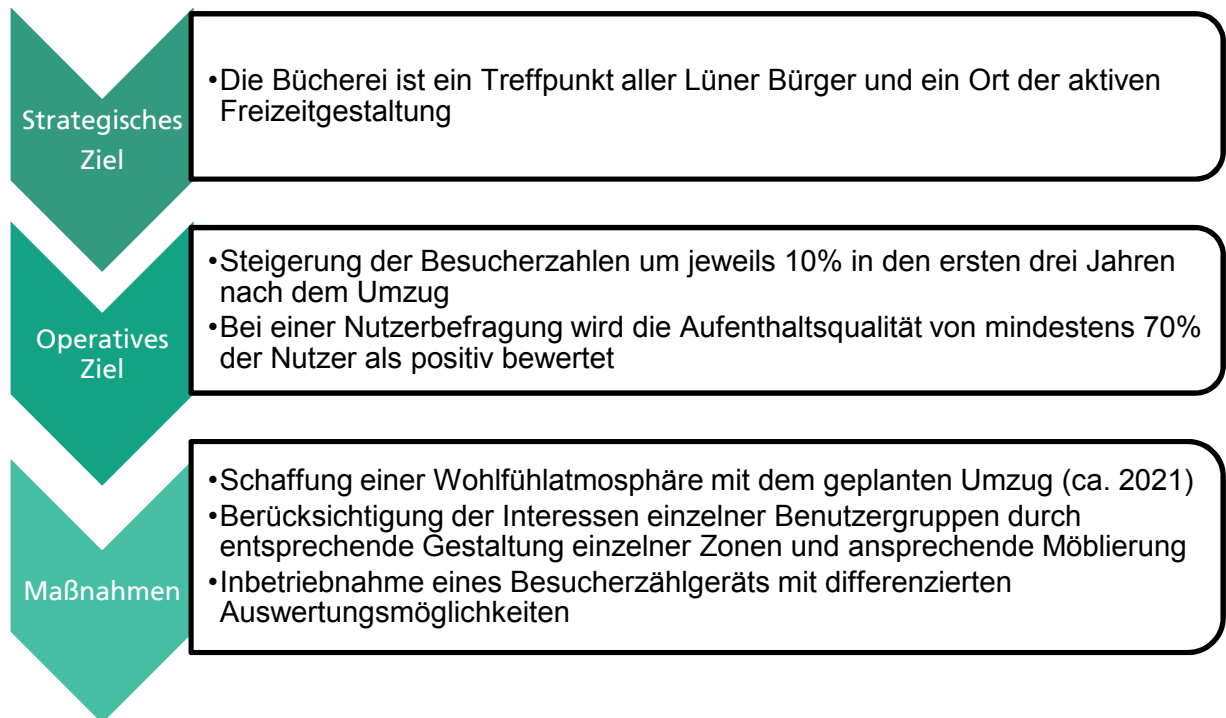 Strategisches
Ziel
•Die Bücherei ist ein Treffpunkt aller Lüner Bürger und ein Ort der aktiven
Freizeitgestaltung
Operatives
Ziel
•Steigerung der Besucherzahlen um jeweils 10% in den ersten drei Jahren
nach dem Umzug
•Bei einer Nutzerbefragung wird die Aufenthaltsqualität von mindestens 70%
der Nutzer als positiv bewertet
Maßnahmen
•Schaffung einer Wohlfühlatmosphäre mit dem geplanten Umzug (ca. 2021)
•Berücksichtigung der Interessen einzelner Benutzergruppen durch
entsprechende Gestaltung einzelner Zonen und ansprechende Möblierung
•Inbetriebnahme eines Besucherzählgeräts mit differenzierten
Auswertungsmöglichkeiten